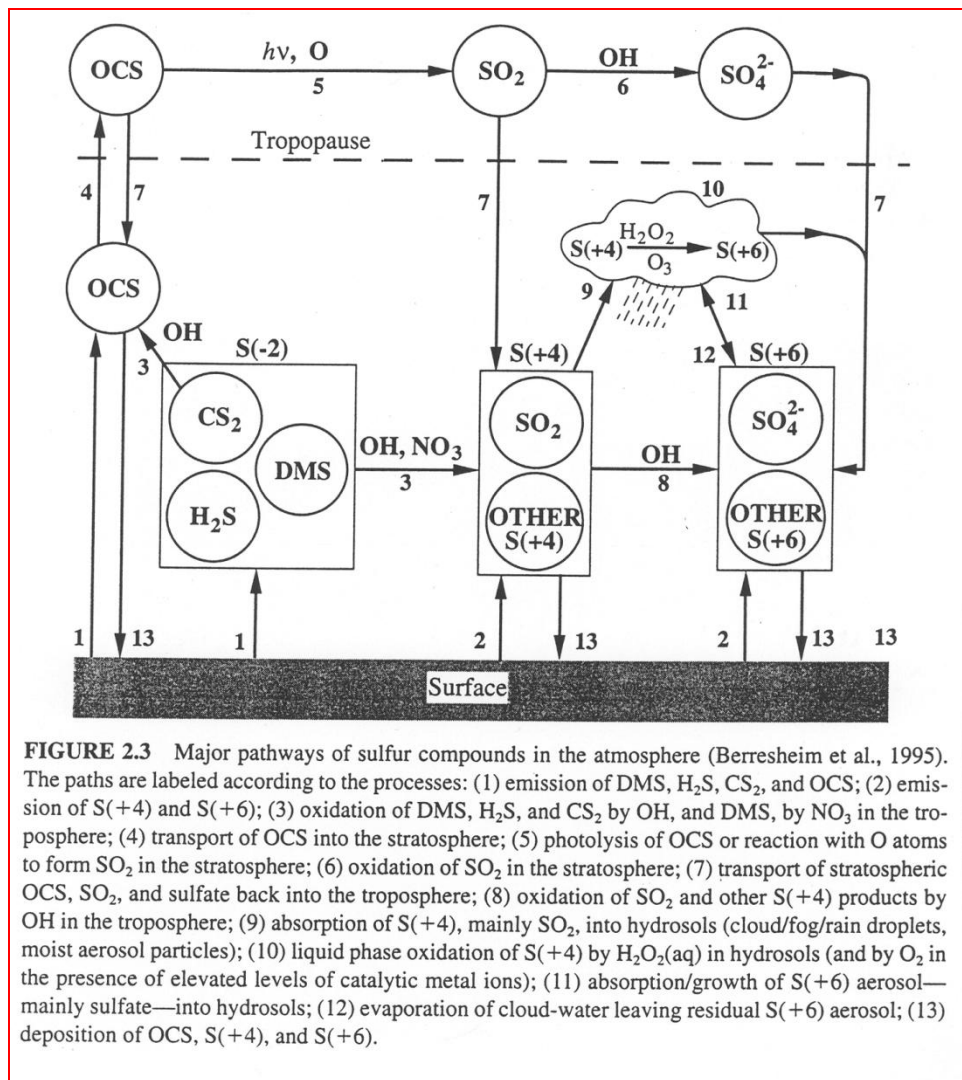 OCS
hν, O
5
SO₂
OH
6
SO₄²⁻
Tropopause
4
7
7
10
7
H₂O₂
S(+4)
S(+6)
O₃
OCS
9
11
OH
3
S(-2)
S(+4)
12
S(+6)
CS₂
DMS
H₂S
OH, NO₃
3
SO₂
OTHER
S(+4)
OH
8
SO₄²⁻
OTHER
S(+6)
1
13
1
2
13
2
13
13
Surface
FIGURE 2.3 Major pathways of sulfur compounds in the atmosphere (Berresheim et al., 1995).
The paths are labeled according to the processes: (1) emission of DMS, H₂S, CS₂, and OCS; (2) emis-
sion of S(+4) and S(+6); (3) oxidation of DMS, H₂S, and CS₂ by OH, and DMS, by NO₃ in the tro-
posphere; (4) transport of OCS into the stratosphere; (5) photolysis of OCS or reaction with O atoms
to form SO₂ in the stratosphere; (6) oxidation of SO₂ in the stratosphere; (7) transport of stratospheric
OCS, SO₂, and sulfate back into the troposphere; (8) oxidation of SO₂ and other S(+4) products by
OH in the troposphere; (9) absorption of S(+4), mainly SO₂, into hydrosols (cloud/fog/rain droplets,
moist aerosol particles); (10) liquid phase oxidation of S(+4) by H₂O₂(aq) in hydrosols (and by O₂ in
the presence of elevated levels of catalytic metal ions); (11) absorption/growth of S(+6) aerosol—
mainly sulfate—into hydrosols; (12) evaporation of cloud-water leaving residual S(+6) aerosol; (13)
deposition of OCS, S(+4), and S(+6).